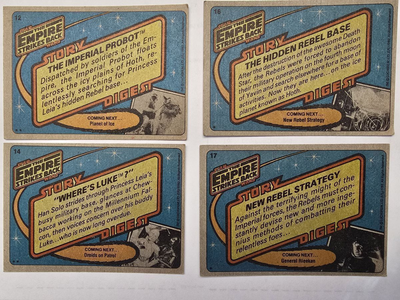 12
STAR WARS
THE EMPIRE STRIKES BACK
STORY
THE IMPERIAL PROBOT™
Dispatched by soldiers of the Em-
pire, the Imperial Probot floats
across the icy plains of Hoth, re-
lentlessly searching for Princess
Leia's hidden Rebel base...
DIGEST
COMING NEXT...
Planet of Ice
THE EMPIRE STRIKES BACK
STORY
THE HIDDEN REBEL BASE
After the destruction of the awesome Death
Star, the Rebels were forced to abandon
their military operation on the fourth moon
of Yavin and search for a new base of
activities. Now they are here... on the ice
planet known as Hoth.
DIGEST
COMING NEXT...
New Rebel Strategy
14
THE EMPIRE STRIKES BACK
STORY
"WHERE'S LUKE?"
Han Solo strides through Princess Leia's
busy military base, glances at Chew-
bacca working on the Millennium Fal-
con, then voices concern over his buddy
Luke... who is now long overdue.
DIGEST
COMING NEXT...
Droids on Patrol
17
THE EMPIRE STRIKES BACK
STORY
NEW REBEL STRATEGY
Against the terrifying might of the
Imperial forces, the Rebels must con-
stantly devise new and more inge-
nius methods of combatting their
relentless foes...
DIGEST
COMING NEXT...
General Rieekan